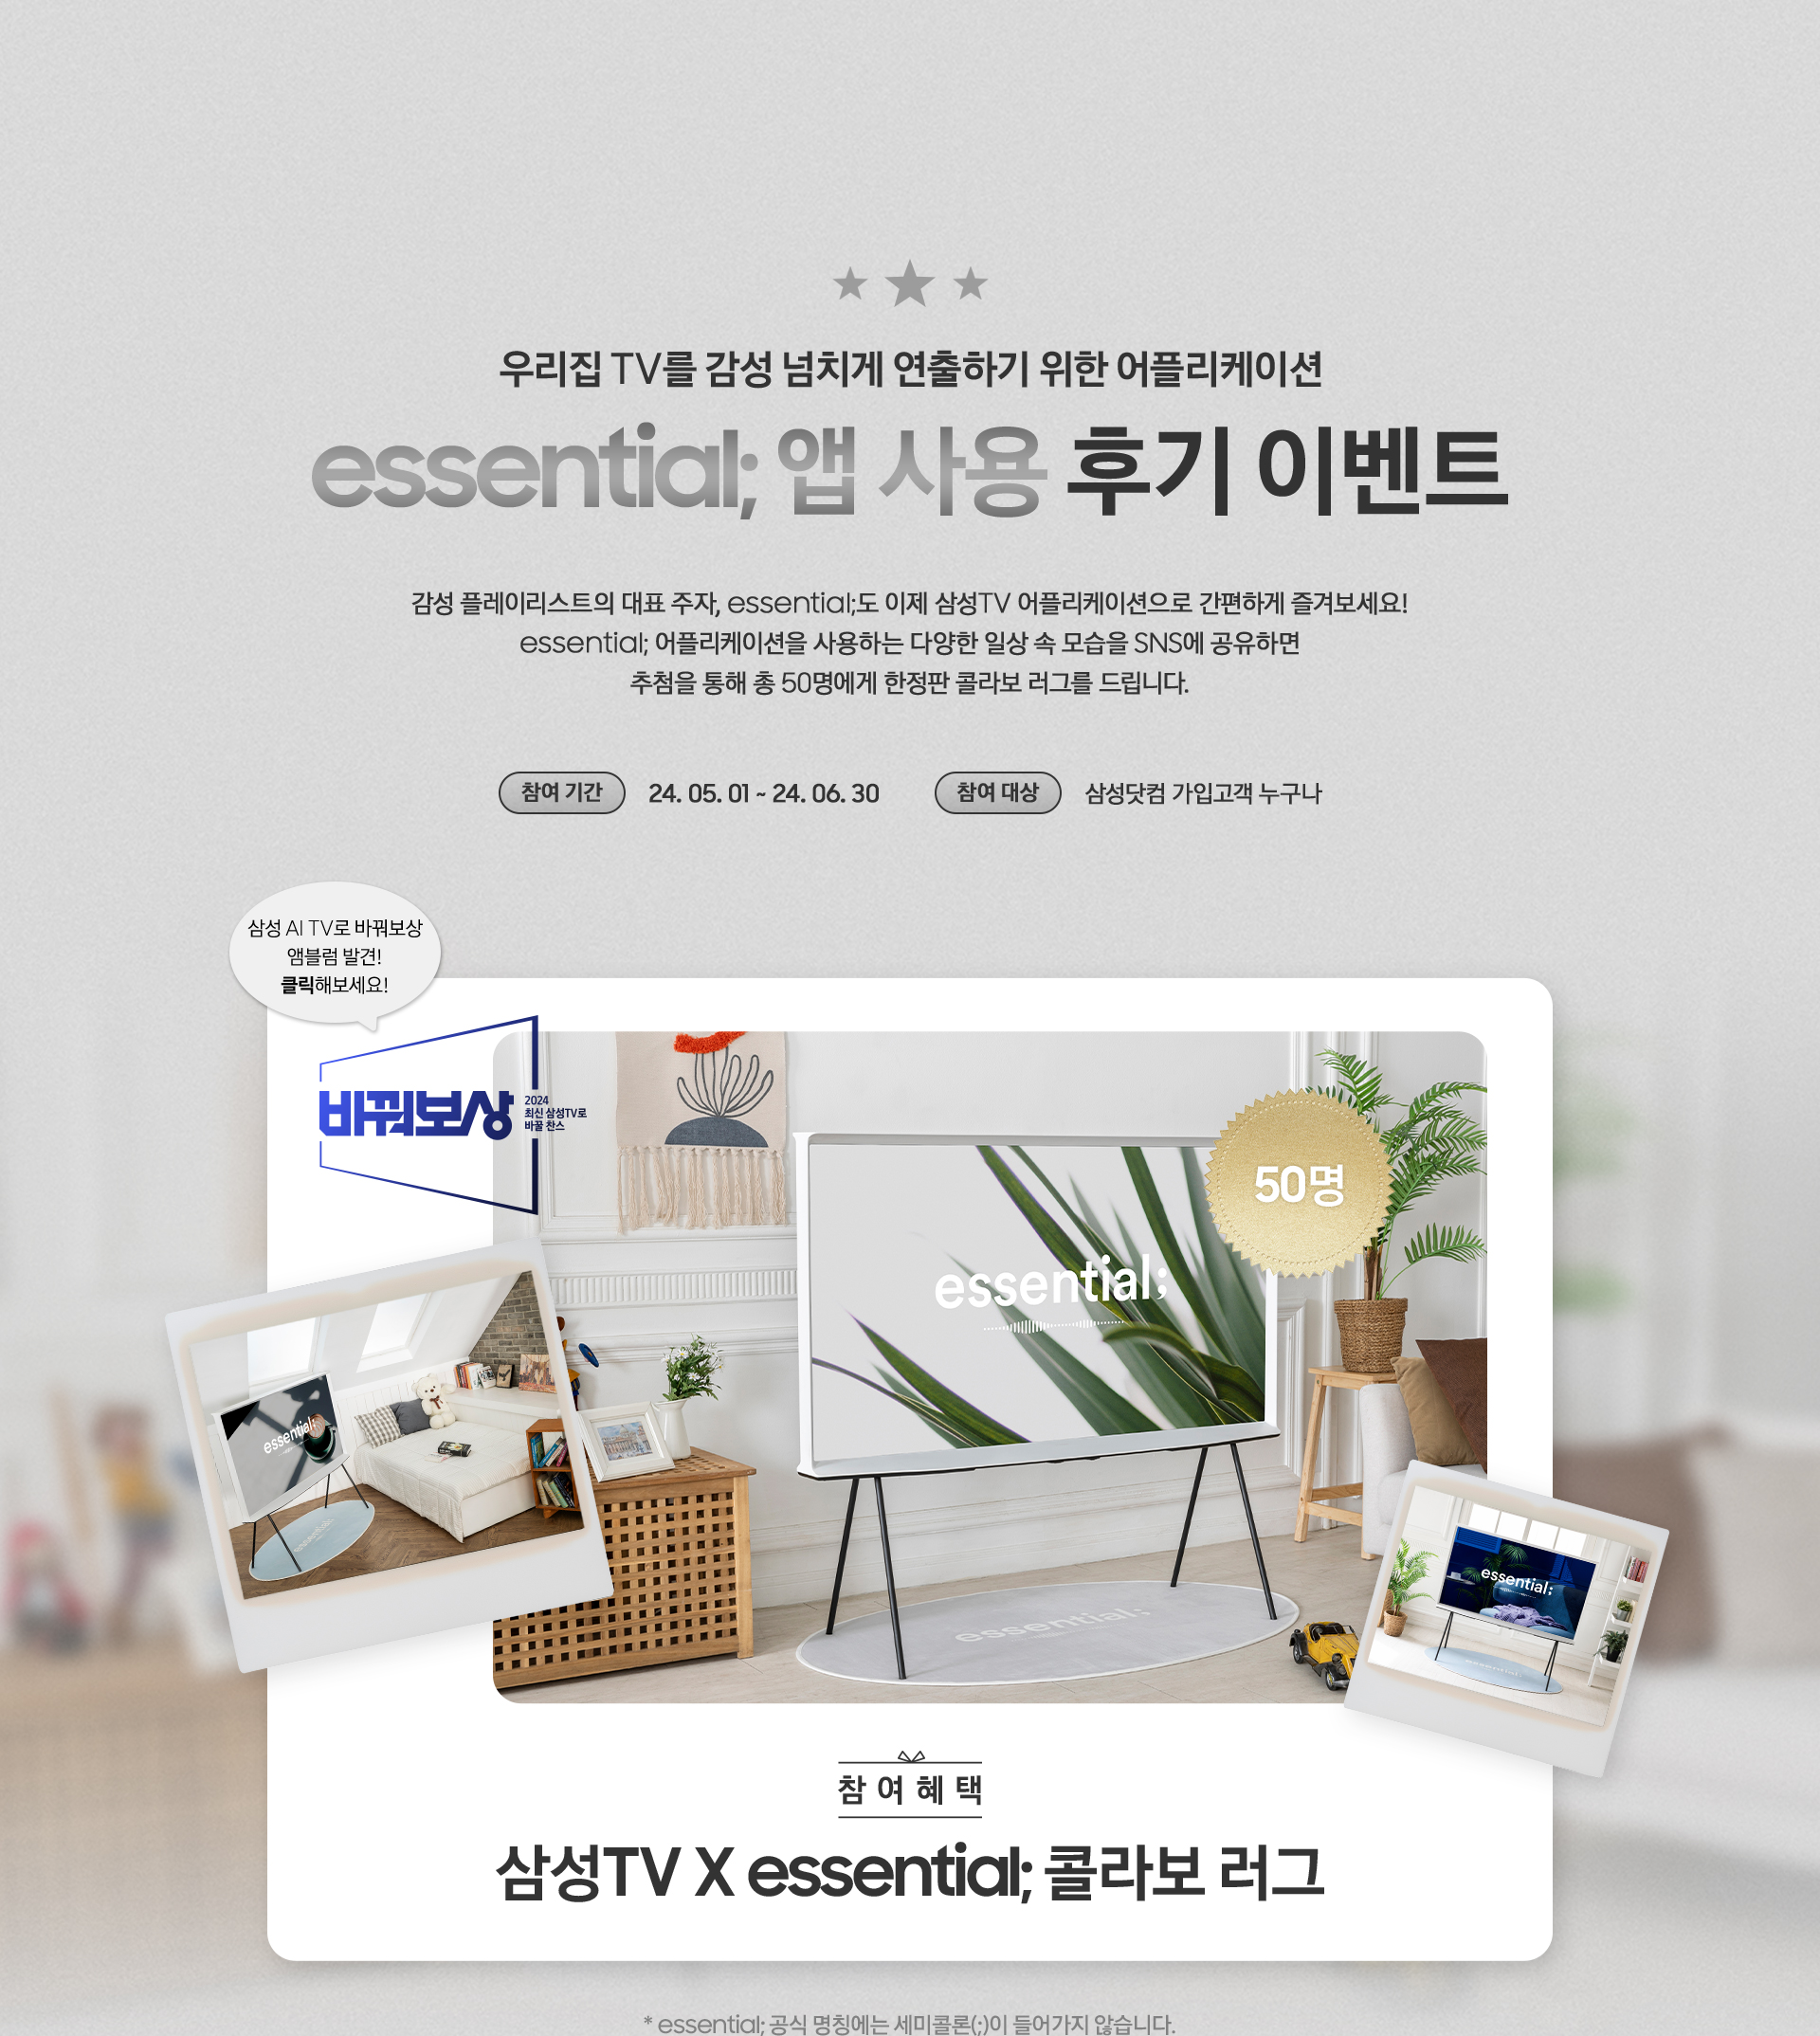 우리집 TV를 감성 넘치게 연출하기 위한 어플리케이션
essential; 앱 사용 후기 이벤트
감성 플레이리스트의 대표 주자, essential;도 이제 삼성TV 어플리케이션으로 간편하게 즐겨보세요!
essential; 어플리케이션을 사용하는 다양한 일상 속 모습을 SNS에 공유하면
추첨을 통해 총 50명에게 한정판 콜라보 러그를 드립니다.
참여 기간 24. 05. 01 ~ 24. 06. 30 참여 대상 삼성닷컴 가입고객 누구나
삼성 AI TV로 바꿔보상
앰블럼 발견!
클릭해보세요!
바꿔보상
2024
최신 삼성TV로
바꿀 찬스
50명
essential;
essential;
essential;
essential;
essential;
essential;
참여혜택
삼성TV X essential; 콜라보 러그
* essential; 공식 명칭에는 세미콜론(;)이 들어가지 않습니다.